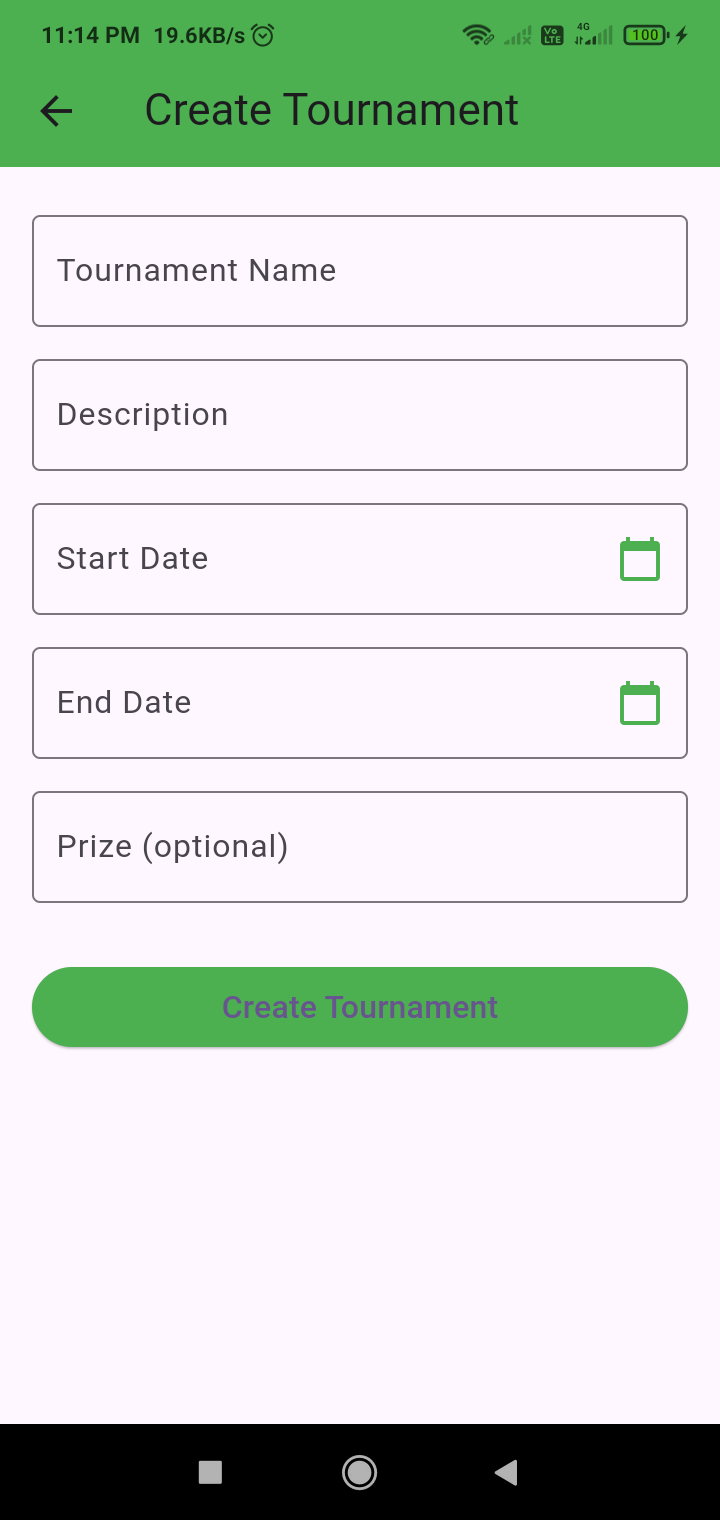 11:14 PM 19.6KB/s Vo LTE 4G 100
Create Tournament
Tournament Name
Description
Start Date
End Date
Prize (optional)
Create Tournament